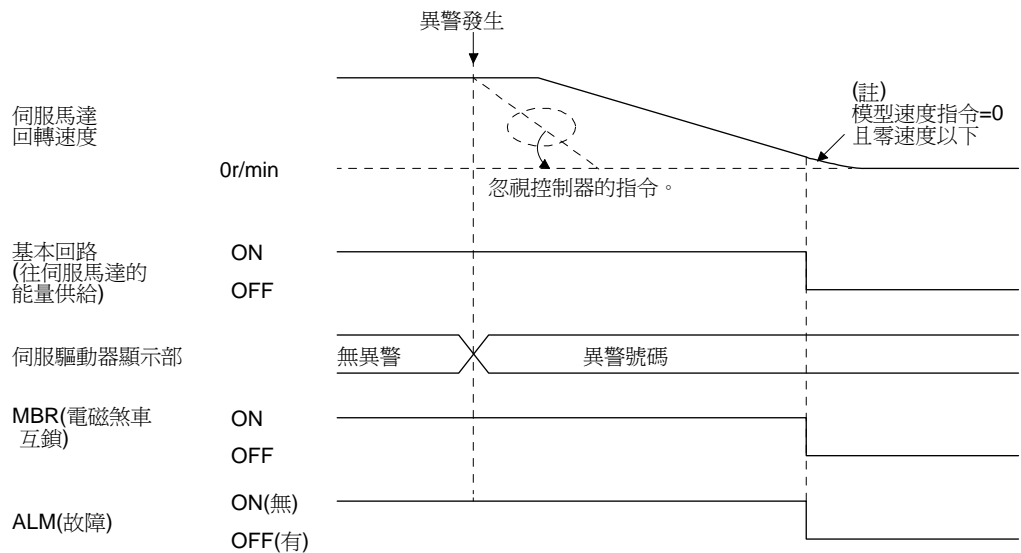 異警發生
伺服馬達
回轉速度
0r/min
(註)
模型速度指令=0
且零速度以下
忽視控制器的指令。
基本回路
(往伺服馬達的
能量供給)
ON
OFF
伺服驅動器顯示部
無異警
異警號碼
MBR(電磁煞車
互鎖)
ON
OFF
ALM(故障)
ON(無)
OFF(有)